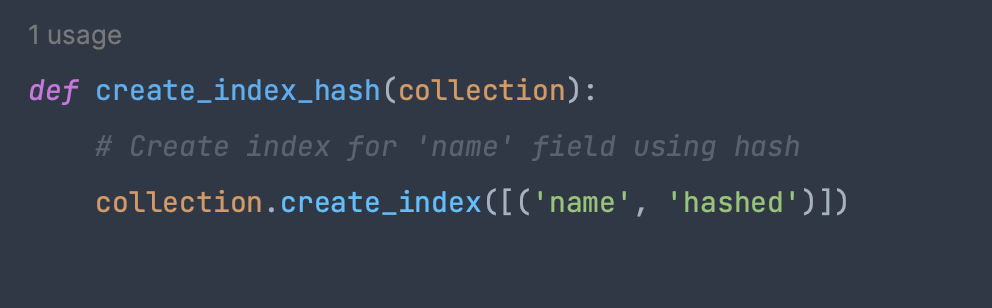 1 usage
def create_index_hash(collection):
# Create index for 'name' field using hash
collection.create_index([('name', 'hashed')])